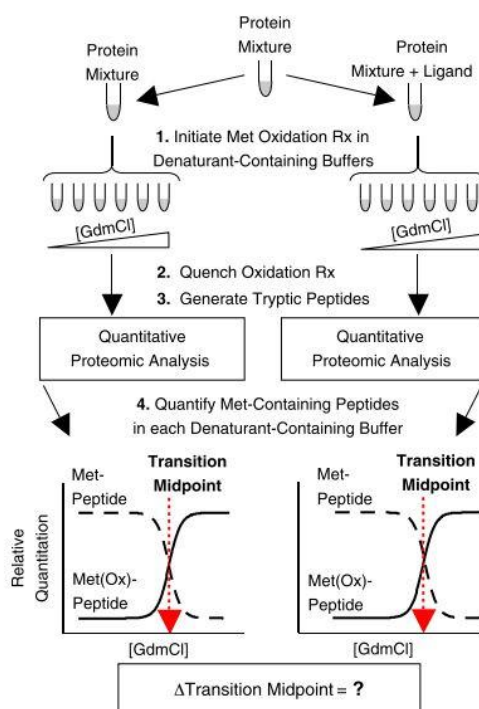 Protein
Mixture
Protein
Mixture
Protein
Mixture + Ligand
1. Initiate Met Oxidation Rx in
Denaturant-Containing Buffers
[GdmCl]
[GdmCl]
2. Quench Oxidation Rx
3. Generate Tryptic Peptides
Quantitative
Proteomic Analysis
Quantitative
Proteomic Analysis
4. Quantify Met-Containing Peptides
in each Denaturant-Containing Buffer
Relative
Quantitation
Met-
Peptide
Transition
Midpoint
Met(Ox)-
Peptide
[GdmCl]
Met-
Peptide
Transition
Midpoint
Met(Ox)-
Peptide
[GdmCl]
ΔTransition Midpoint = ?